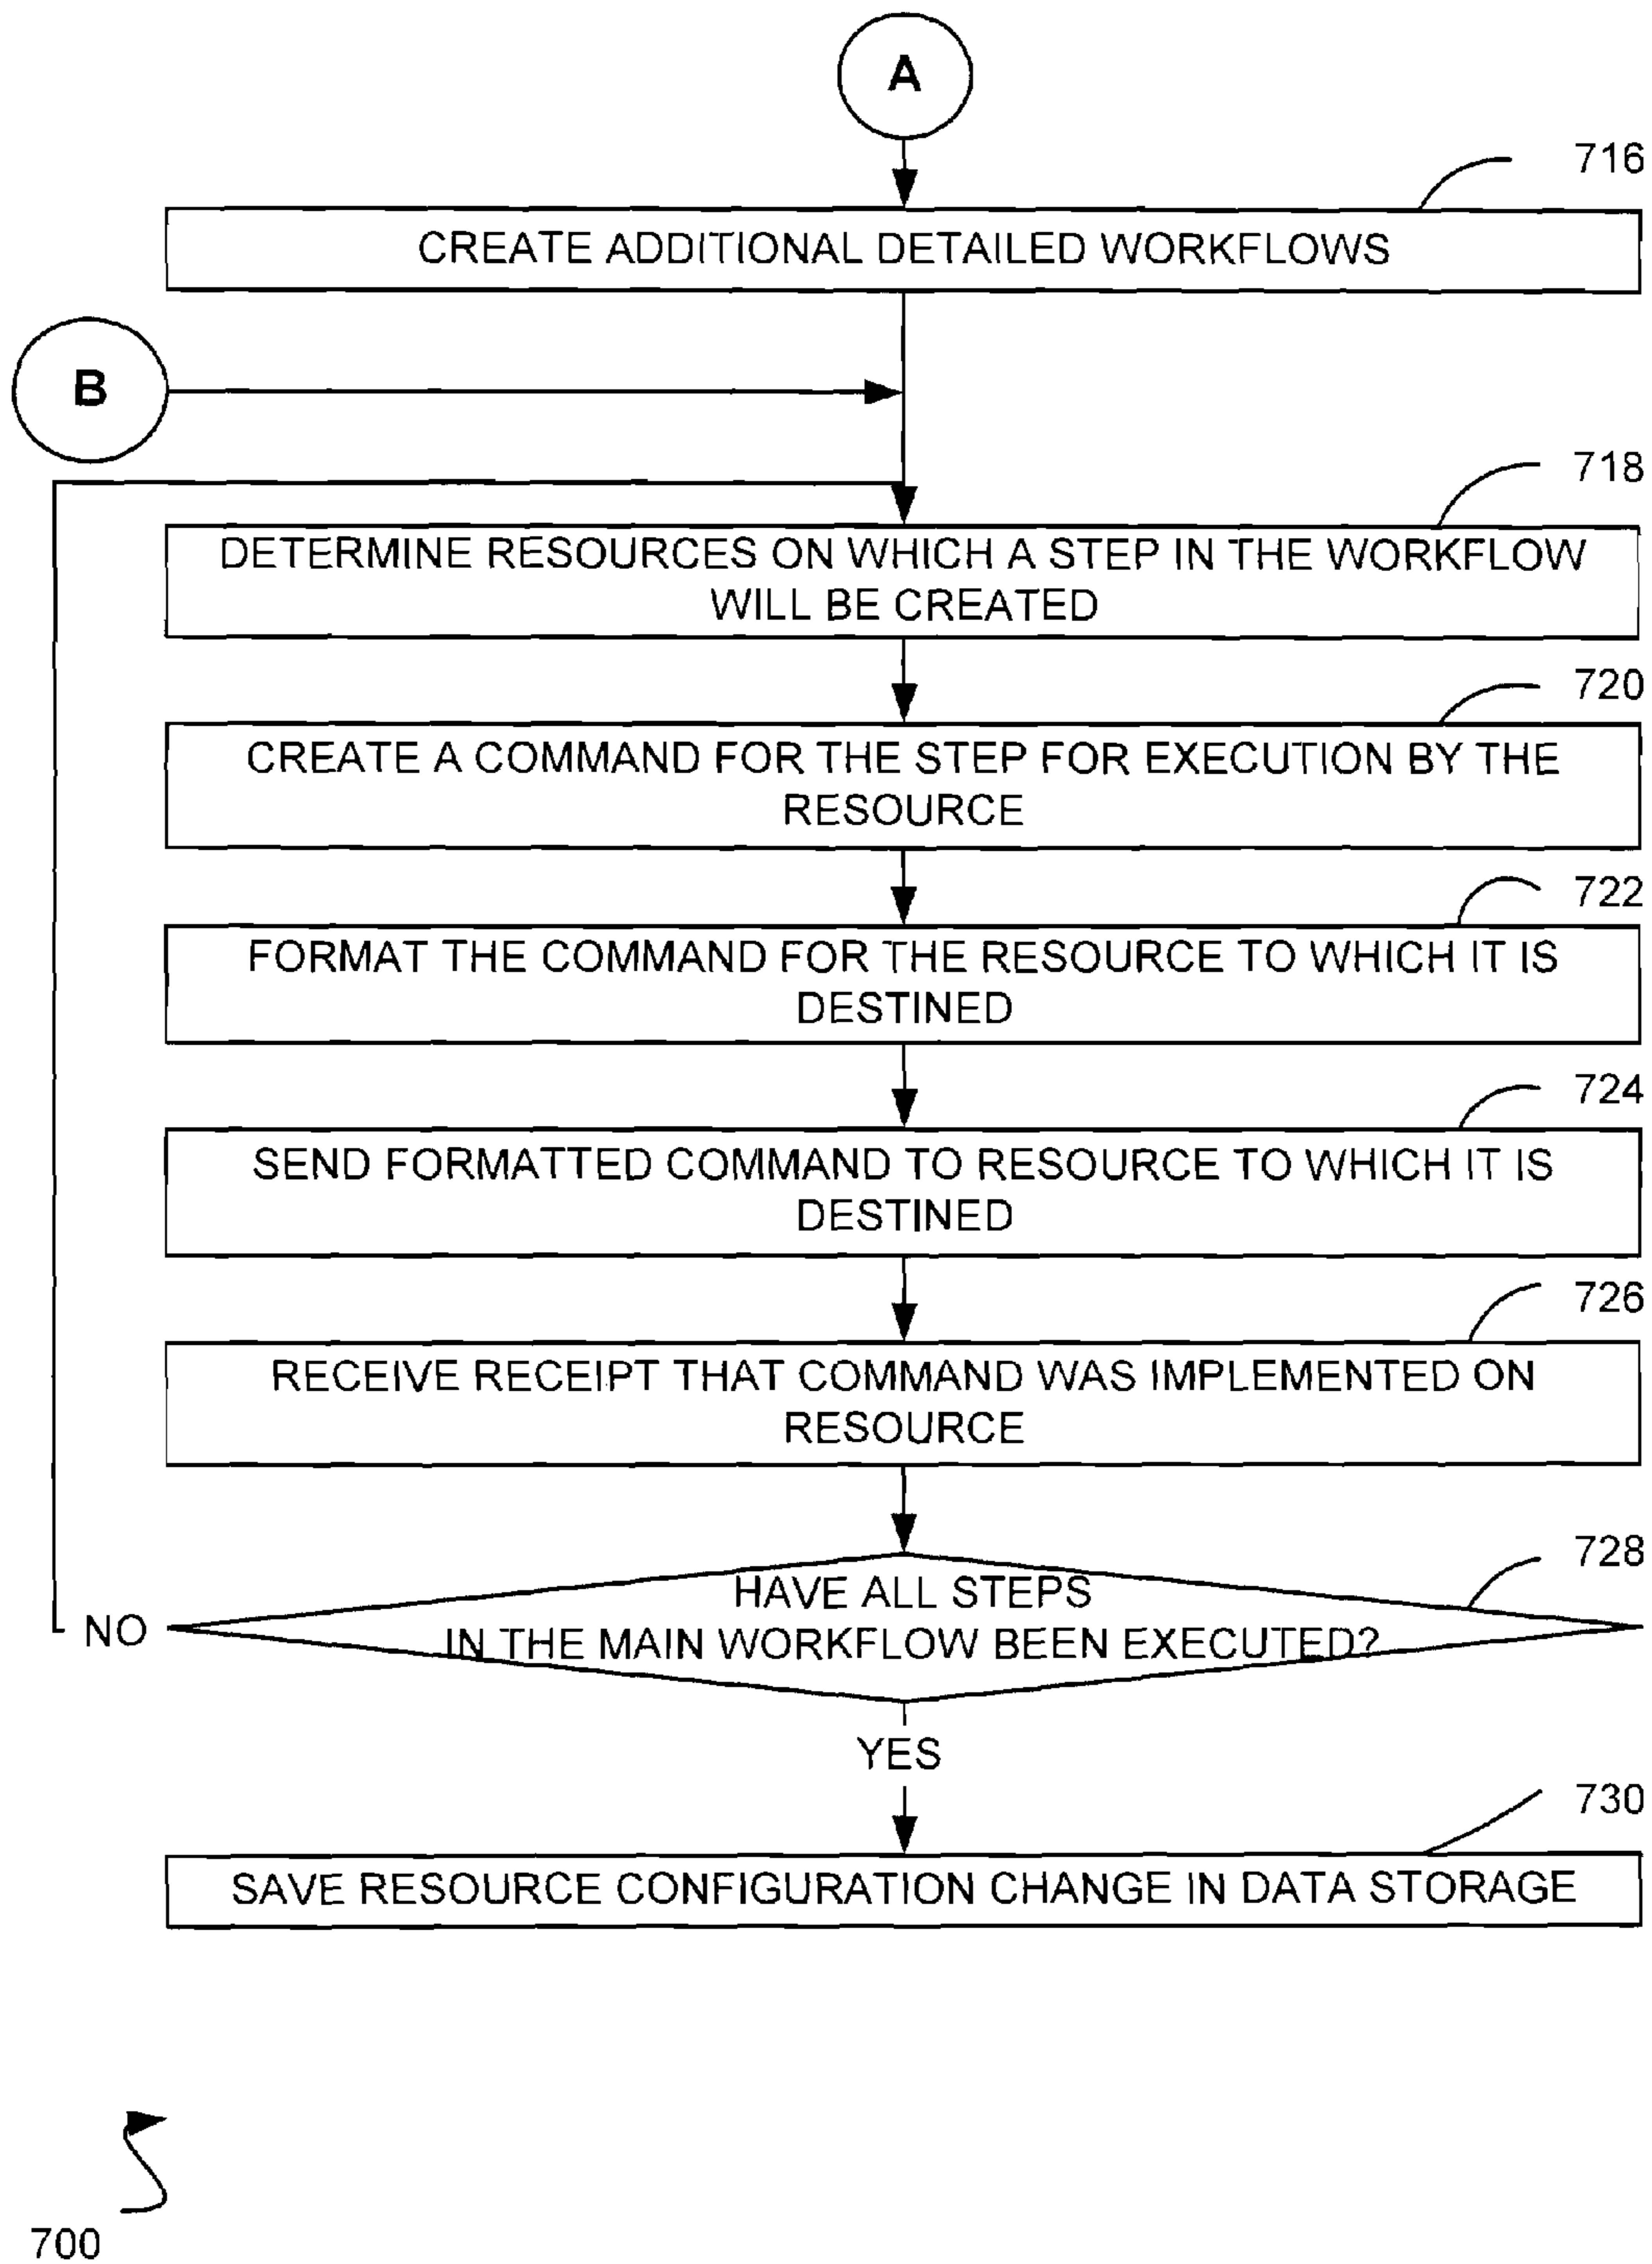 A
716
CREATE ADDITIONAL DETAILED WORKFLOWS
B
718
DETERMINE RESOURCES ON WHICH A STEP IN THE WORKFLOW
WILL BE CREATED
720
CREATE A COMMAND FOR THE STEP FOR EXECUTION BY THE
RESOURCE
722
FORMAT THE COMMAND FOR THE RESOURCE TO WHICH IT IS
DESTINED
724
SEND FORMATTED COMMAND TO RESOURCE TO WHICH IT IS
DESTINED
726
RECEIVE RECEIPT THAT COMMAND WAS IMPLEMENTED ON
RESOURCE
728
HAVE ALL STEPS
IN THE MAIN WORKFLOW BEEN EXECUTED?
NO
YES
730
SAVE RESOURCE CONFIGURATION CHANGE IN DATA STORAGE
700